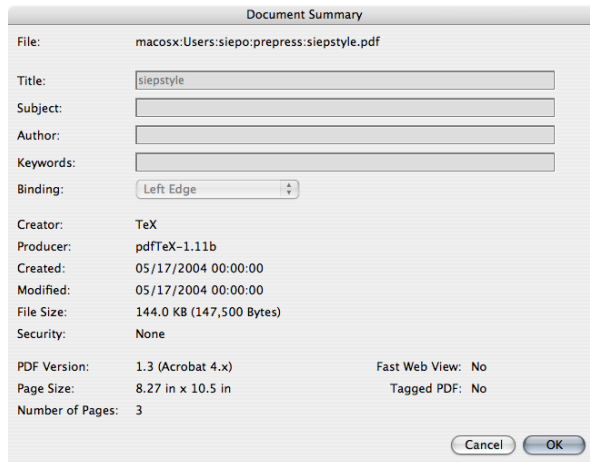 Document Summary
File: macosx:Users:siepo:prepress:siepstyle.pdf
Title: siepstyle
Subject:
Author:
Keywords:
Binding: Left Edge
Creator: TeX
Producer: pdfTeX-1.11b
Created: 05/17/2004 00:00:00
Modified: 05/17/2004 00:00:00
File Size: 144.0 KB (147,500 Bytes)
Security: None
PDF Version: 1.3 (Acrobat 4.x) Fast Web View: No
Page Size: 8.27 in x 10.5 in Tagged PDF: No
Number of Pages: 3
Cancel OK